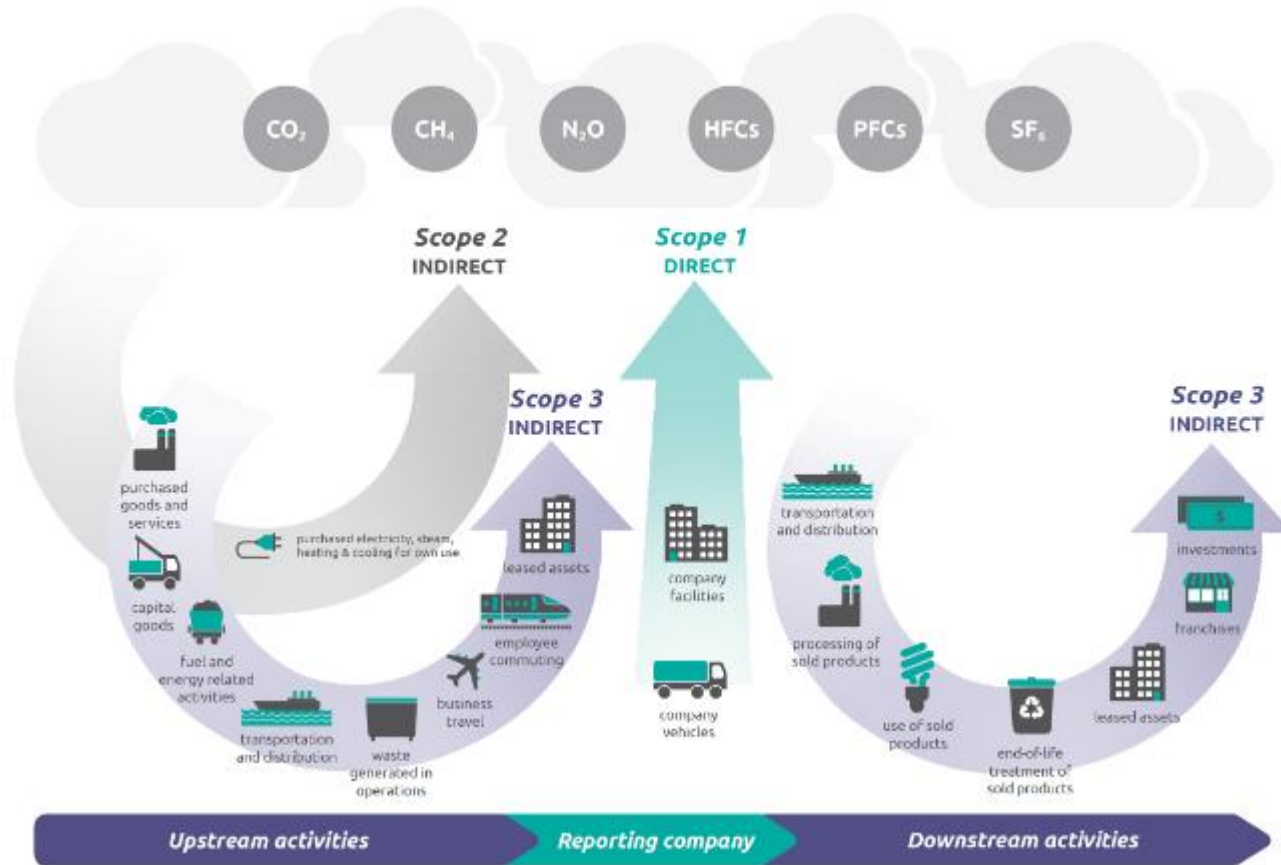 CO₂
CH₄
N₂O
HFCs
PFCs
SF₆
Scope 2
INDIRECT
Scope 1
DIRECT
Scope 3
INDIRECT
Scope 3
INDIRECT
purchased
goods and
services
capital
goods
fuel and
energy related
activities
transportation
and distribution
waste
generated in
operations
business
travel
employee
commuting
leased assets
purchased electricity, steam,
heating & cooling for own use
company
facilities
company
vehicles
transportation
and distribution
processing of
sold products
use of sold
products
end-of-life
treatment of
sold products
leased assets
franchises
investments
$
Upstream activities
Reporting company
Downstream activities